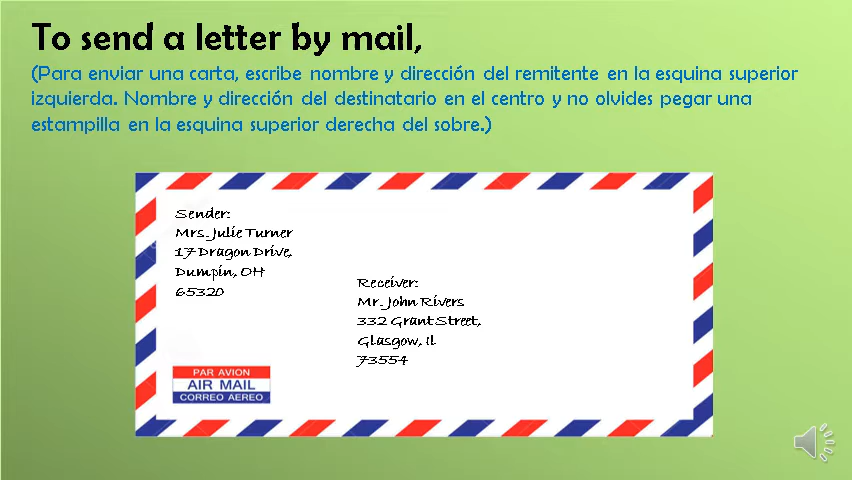 To send a letter by mail,
(Para enviar una carta, escribe nombre y dirección del remitente en la esquina superior
izquierda. Nombre y dirección del destinatario en el centro y no olvides pegar una
estampilla en la esquina superior derecha del sobre.)
Sender:
Mrs. Julie Turner
17 Dragon Drive,
Dumpin, OH
65320
Receiver:
Mr. John Rivers
332 Grant Street,
Glasgow, Il
73554
PAR AVION
AIR MAIL
CORREO AEREO